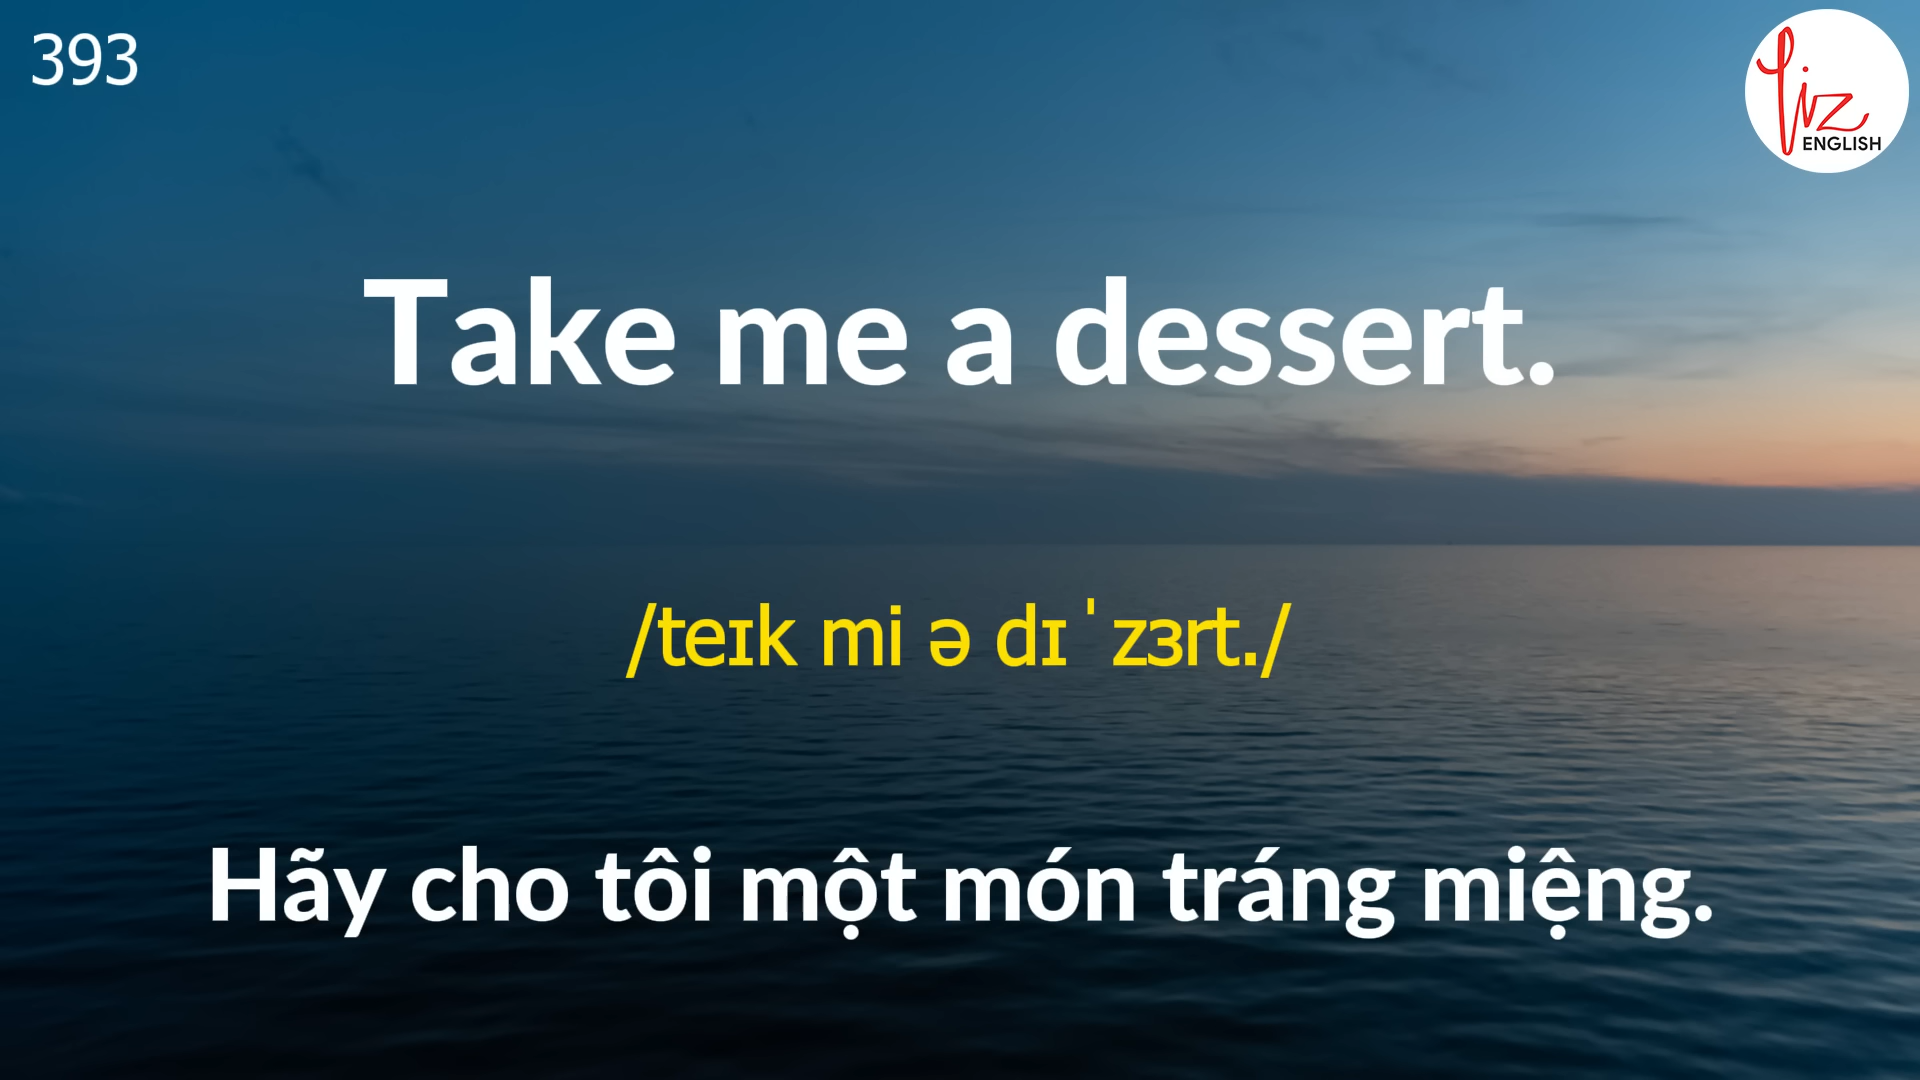 393
Liz
ENGLISH
Take me a dessert.
/teɪk mi ə dɪˈzɜrt./
Hãy cho tôi một món tráng miệng.